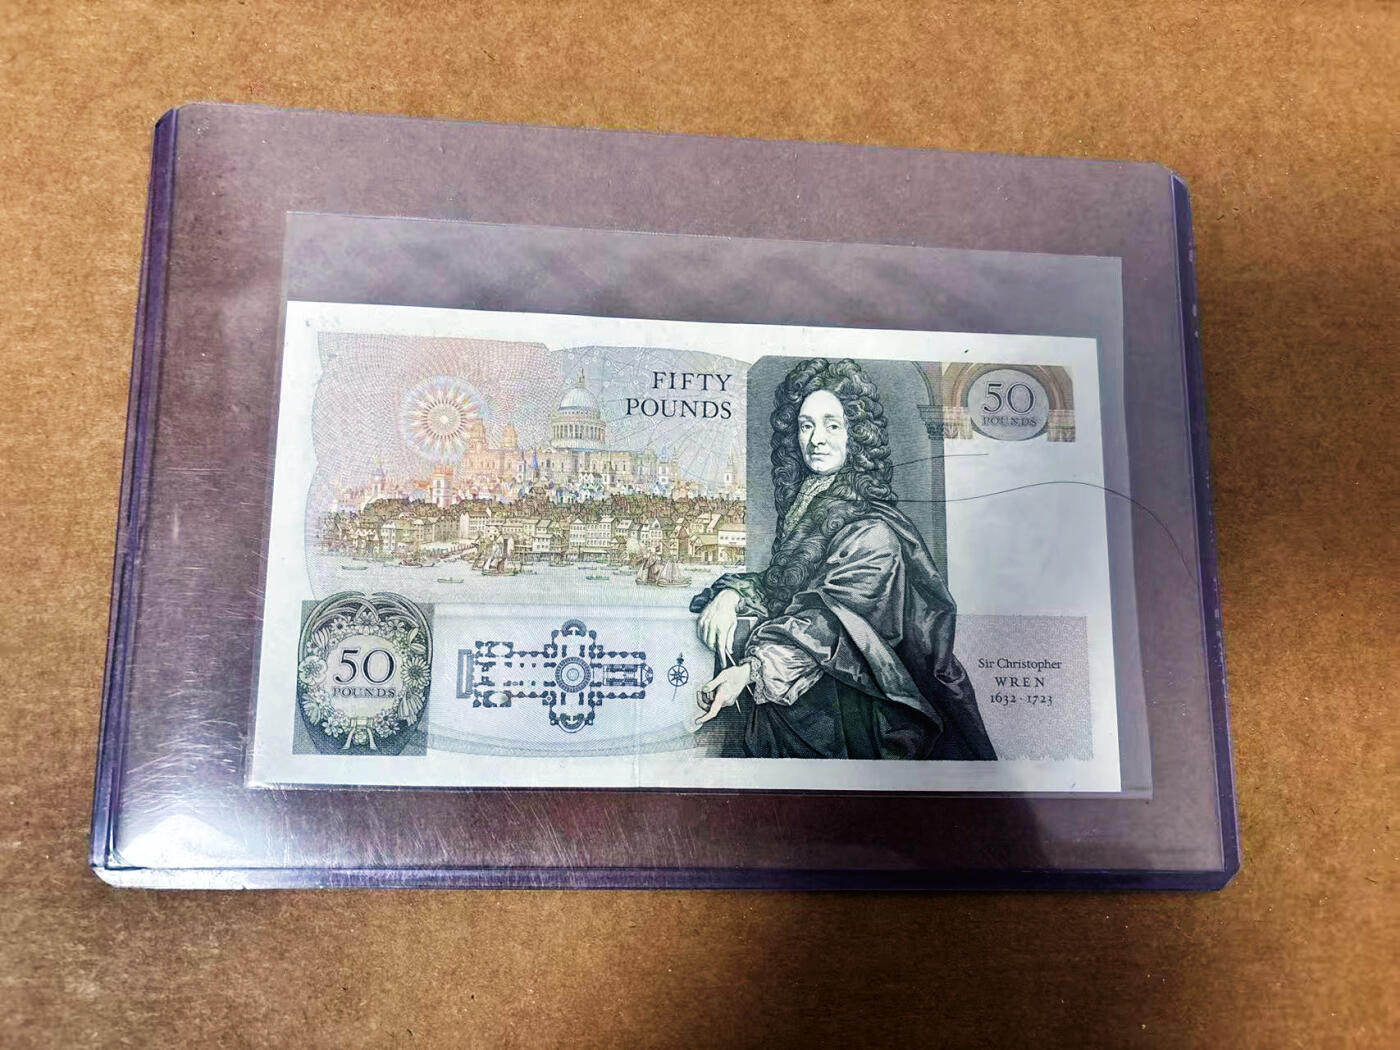 FIFTY
POUNDS
50
POUNDS
50
POUNDS
Sir Christopher
WREN
1632 · 1723